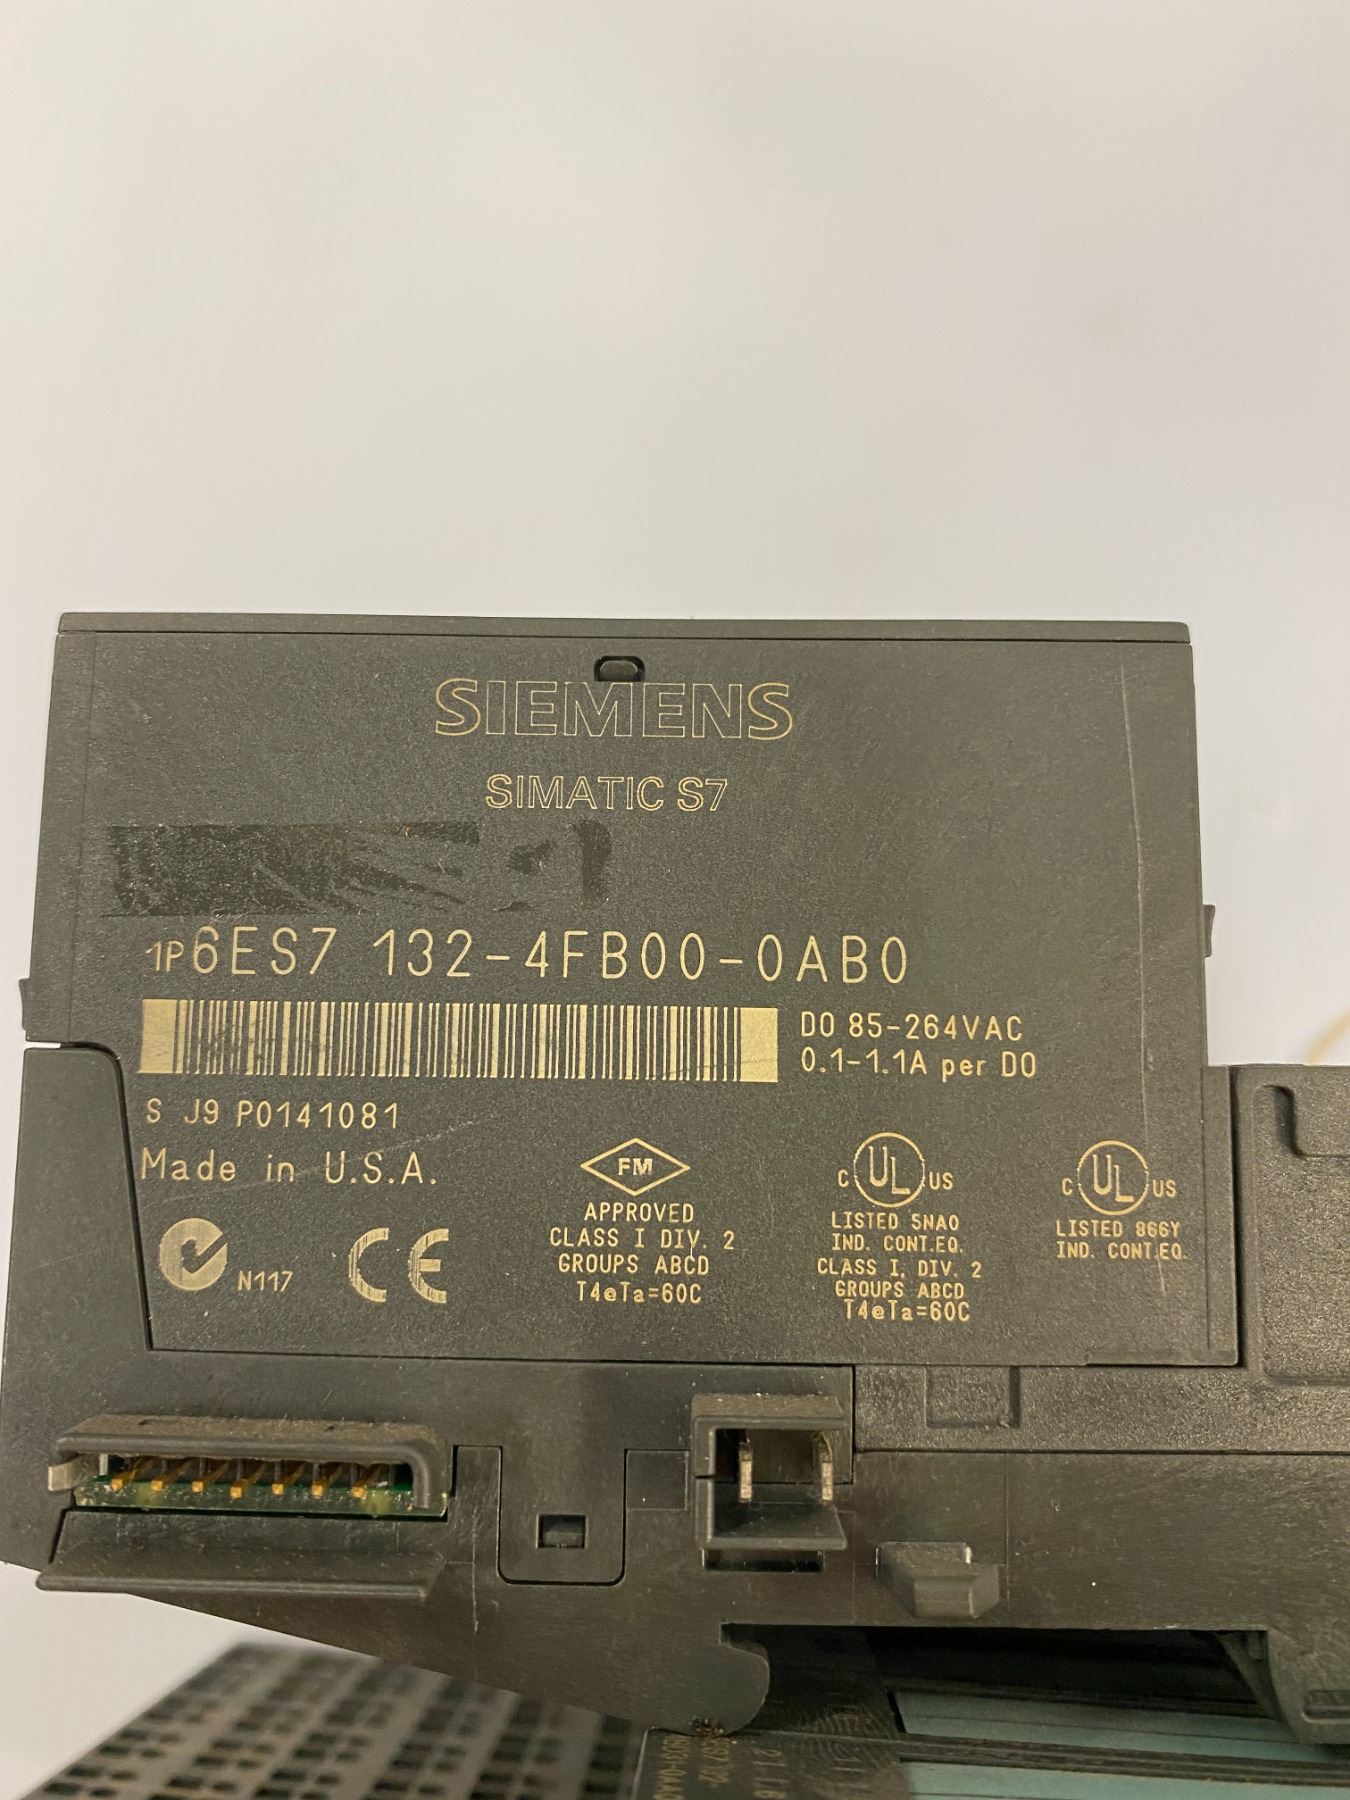 SIEMENS
SIMATIC S7
1P6ES7 132-4FB00-0AB0
DO 85-264VAC
0.1-1.1A per DO
S J9 P0141081
Made in U.S.A.
N117
CE
FM
APPROVED
CLASS I DIV. 2
GROUPS ABCD
T4@Ta=60C
C UL US
LISTED 5NA0
IND. CONT.EQ.
CLASS I, DIV. 2
GROUPS ABCD
T4@Ta=60C
C UL US
LISTED 866Y
IND. CONT.EQ.